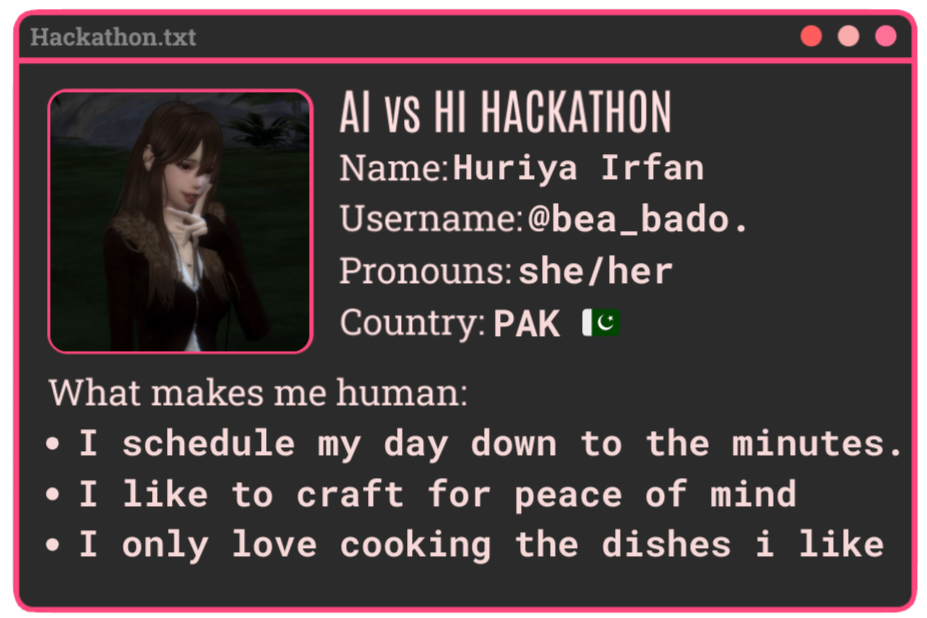 Hackathon.txt
AI vs HI HACKATHON
Name:Huriya Irfan
Username:@bea_bado.
Pronouns:she/her
Country:PAK
What makes me human:
• I schedule my day down to the minutes.
• I like to craft for peace of mind
• I only love cooking the dishes i like